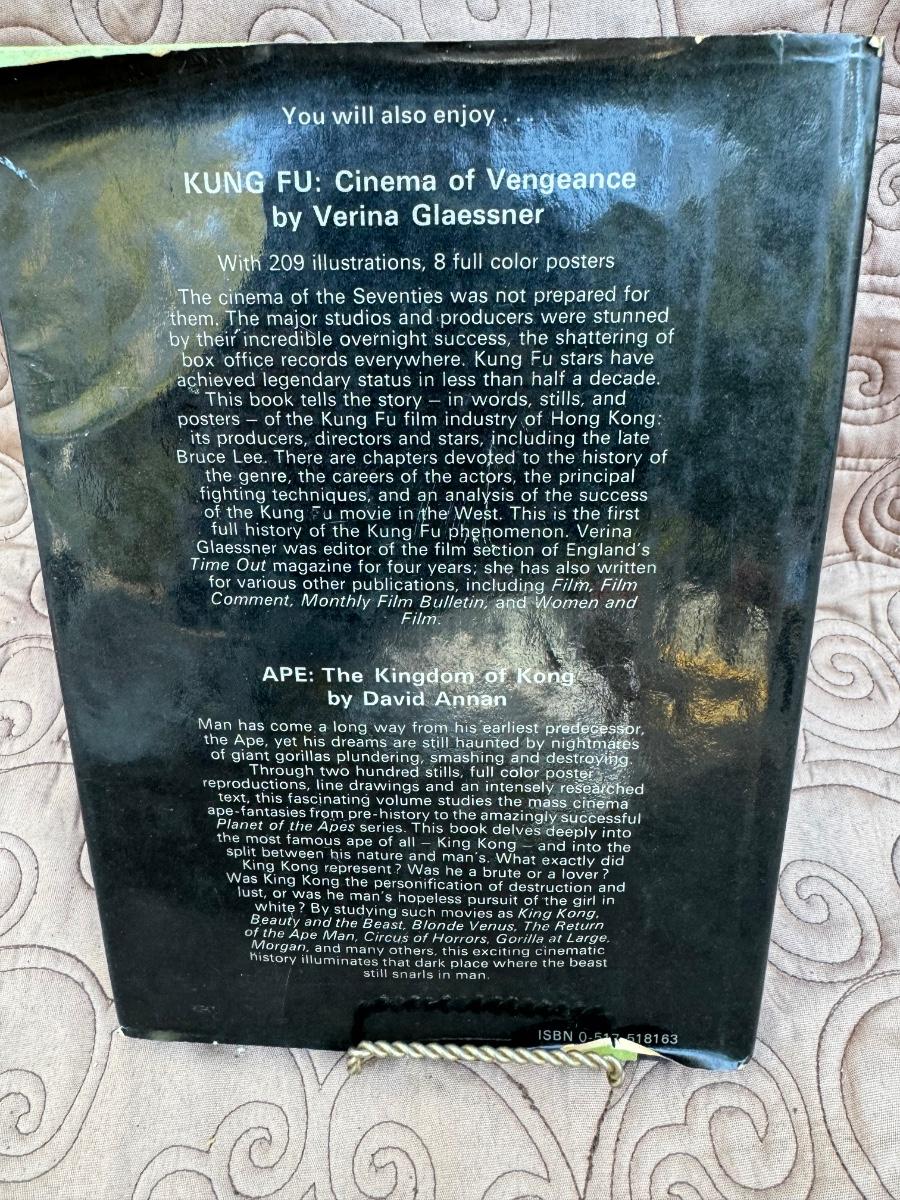 You will also enjoy . . .
KUNG FU: Cinema of Vengeance
by Verina Glaessner
With 209 illustrations, 8 full color posters
The cinema of the Seventies was not prepared for
them. The major studios and producers were stunned
by their incredible overnight success, the shattering of
box office records everywhere. Kung Fu stars have
achieved legendary status in less than half a decade.
This book tells the story – in words, stills, and
posters – of the Kung Fu film industry of Hong Kong:
its producers, directors and stars, including the late
Bruce Lee. There are chapters devoted to the history of
the genre, the careers of the actors, the principal
fighting techniques, and an analysis of the success
of the Kung Fu movie in the West. This is the first
full history of the Kung Fu phenomenon. Verina
Glaessner was editor of the film section of England's
Time Out magazine for four years; she has also written
for various other publications, including Film, Film
Comment, Monthly Film Bulletin, and Women and
Film.
APE: The Kingdom of Kong
by David Annan
Man has come a long way from his earliest predecessor,
the Ape, yet his dreams are still haunted by nightmares
of giant gorillas plundering, smashing and destroying.
Through two hundred stills, full color poster
reproductions, line drawings and an intensely researched
text, this fascinating volume studies the mass cinema
ape-fantasies from pre-history to the amazingly successful
Planet of the Apes series. This book delves deeply into
the most famous ape of all – King Kong – and into the
split between his nature and man's. What exactly did
King Kong represent? Was he a brute or a lover?
Was King Kong the personification of destruction and
lust, or was he man's hopeless pursuit of the girl in
white? By studying such movies as King Kong,
Beauty and the Beast, Blonde Venus, The Return
of the Ape Man, Circus of Horrors, Gorilla at Large,
Morgan, and many others, this exciting cinematic
history illuminates that dark place where the beast
still snarls in man.
ISBN 0-517-518163